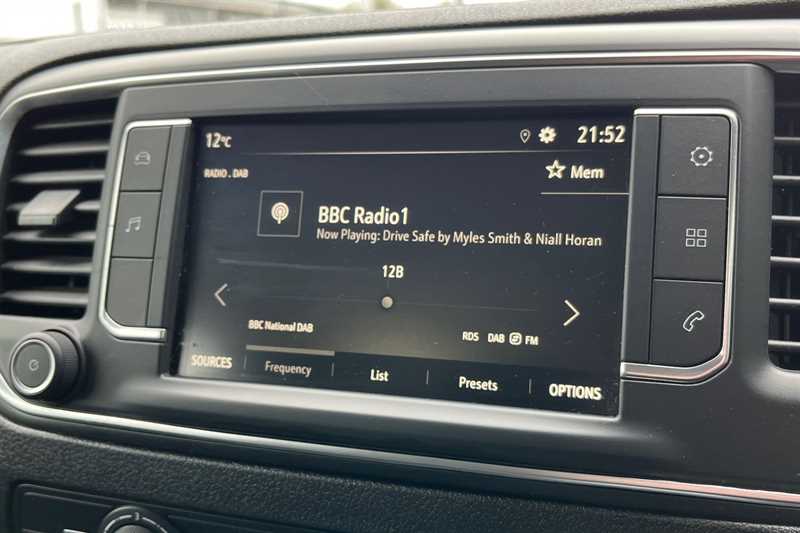 12°C
21:52
RADIO . DAB
Mem
BBC Radio1
Now Playing: Drive Safe by Myles Smith & Niall Horan
12B
BBC National DAB
RDS DAB FM
SOURCES Frequency List Presets OPTIONS